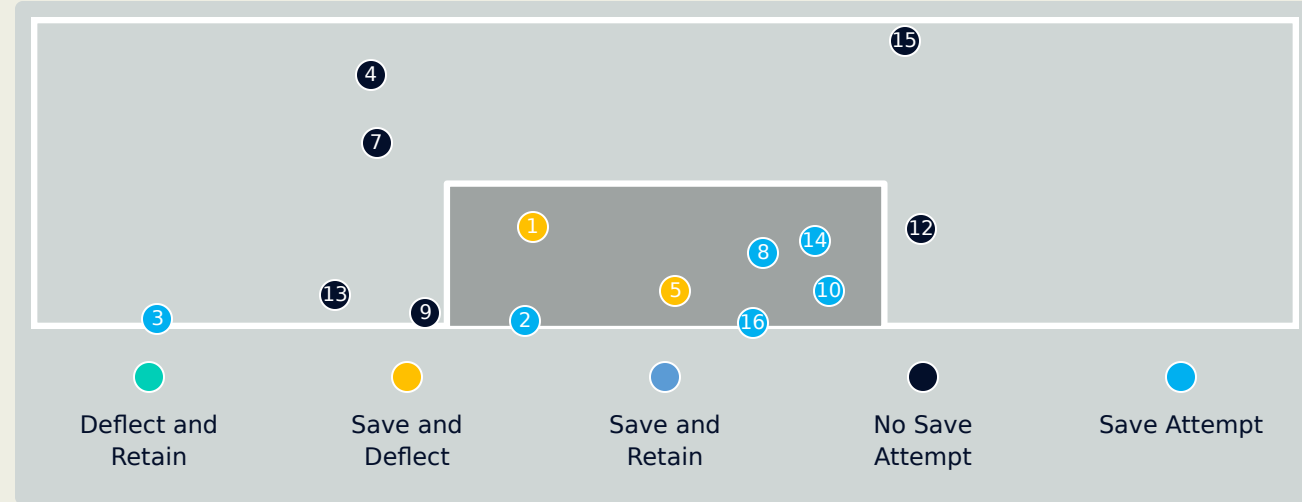 15
4
7
1
12
14
8
5
10
13
9
3
2
16
Deflect and
Retain
Save and
Deflect
Save and
Retain
No Save
Attempt
Save Attempt